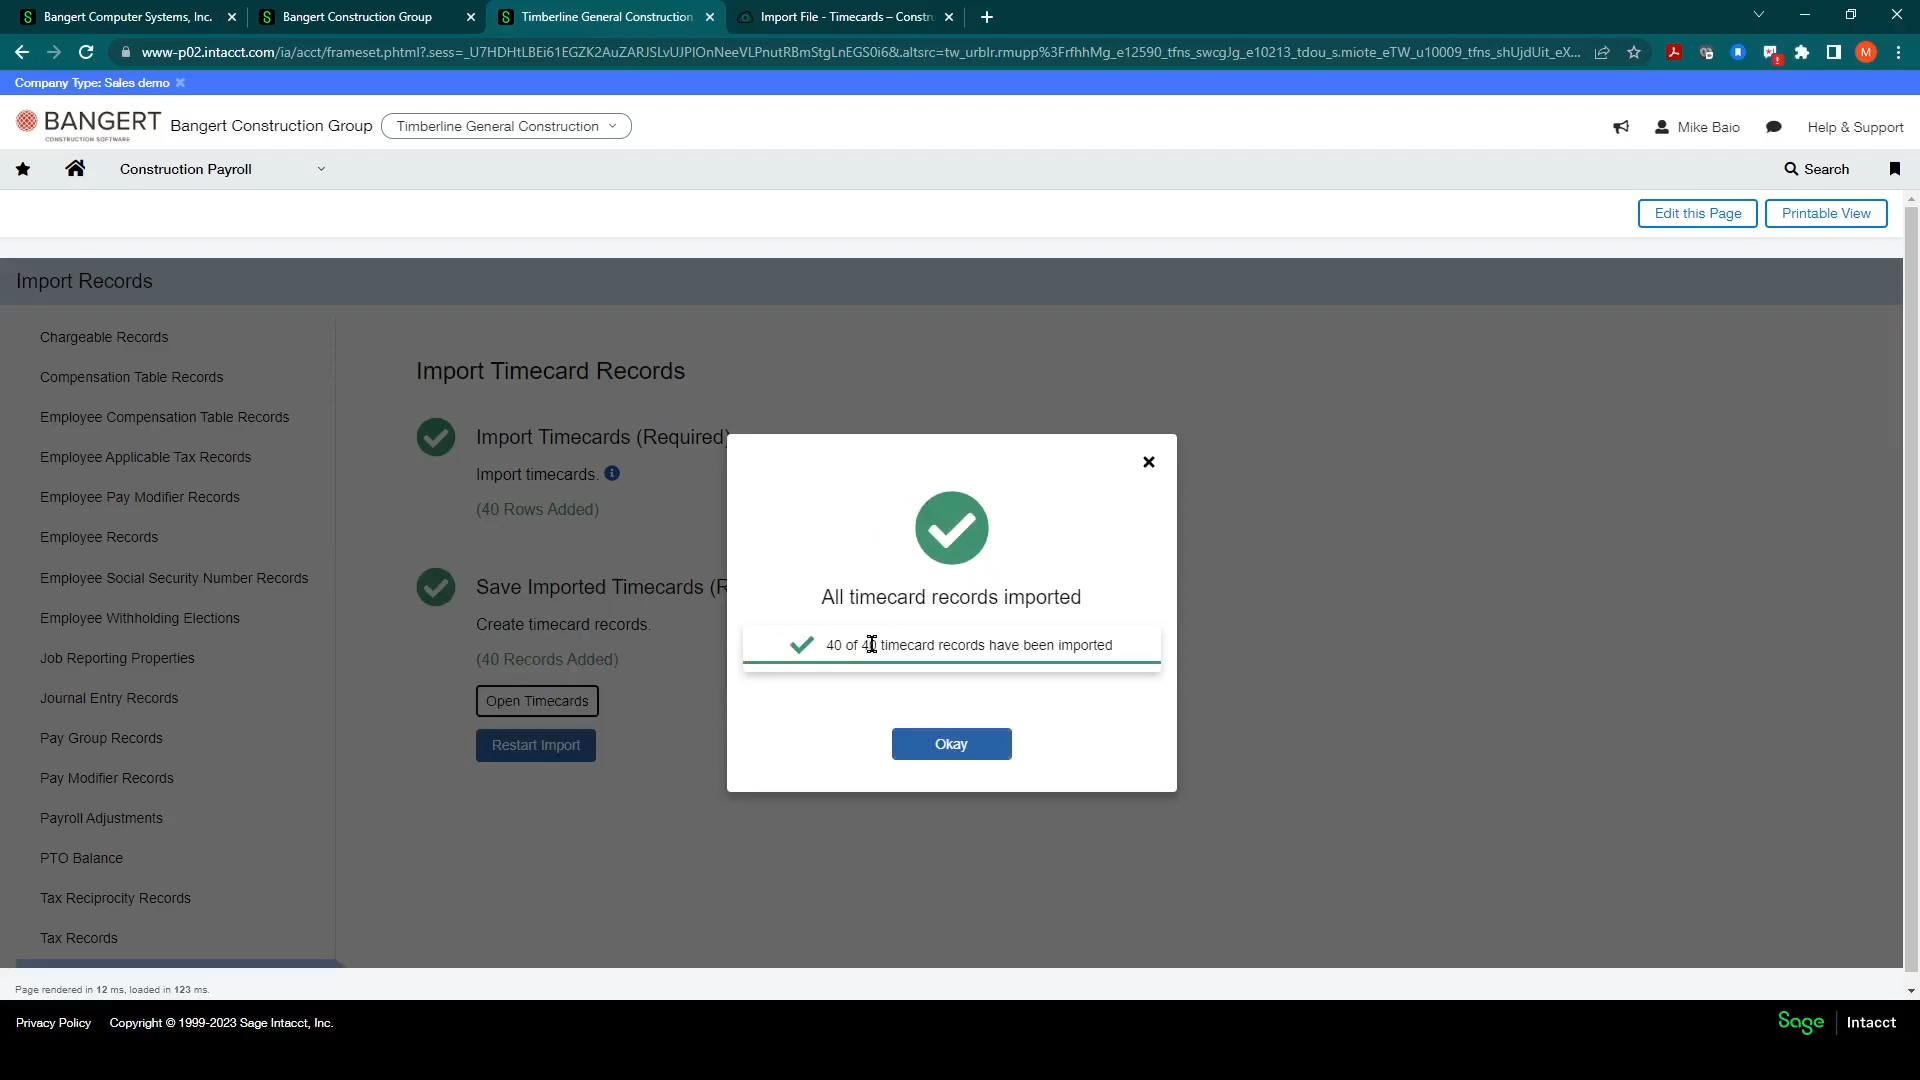 Bangert Computer Systems, Inc.
Bangert Construction Group
Timberline General Construction
Import File - Timecards – Constru
www-p02.intacct.com/ia/acct/frameset.phtml?.sess=_U7HDHtLBEi61EGZK2AuZARJSLvUJPlOnNeeVLPnutRBmStgLnEGS0i6&.altsrc=tw_urblr.rmupp%3FrfhhMg_e12590_tfns_swcgJg_e10213_tdou_s.miote_eTW_u10009_tfns_shUjdUit_eX...
M
Company Type: Sales demo
BANGERT
CONSTRUCTION SOFTWARE
Bangert Construction Group
Timberline General Construction
Mike Baio
Help & Support
Construction Payroll
Search
Edit this Page
Printable View
Import Records
Chargeable Records
Compensation Table Records
Employee Compensation Table Records
Employee Applicable Tax Records
Employee Pay Modifier Records
Employee Records
Employee Social Security Number Records
Employee Withholding Elections
Job Reporting Properties
Journal Entry Records
Pay Group Records
Pay Modifier Records
Payroll Adjustments
PTO Balance
Tax Reciprocity Records
Tax Records
Import Timecard Records
Import Timecards (Required)
Import timecards.
(40 Rows Added)
Save Imported Timecards (R
Create timecard records.
(40 Records Added)
Open Timecards
Restart Import
All timecard records imported
40 of 40 timecard records have been imported
Okay
Page rendered in 12 ms, loaded in 123 ms.
Privacy Policy
Copyright © 1999-2023 Sage Intacct, Inc.
Sage
Intacct